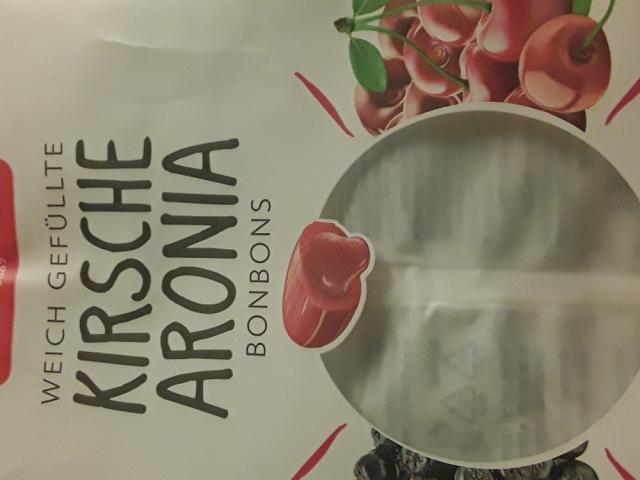 WEICH GEFÜLLTE
KIRSCHE
ARONIA
BONBONS